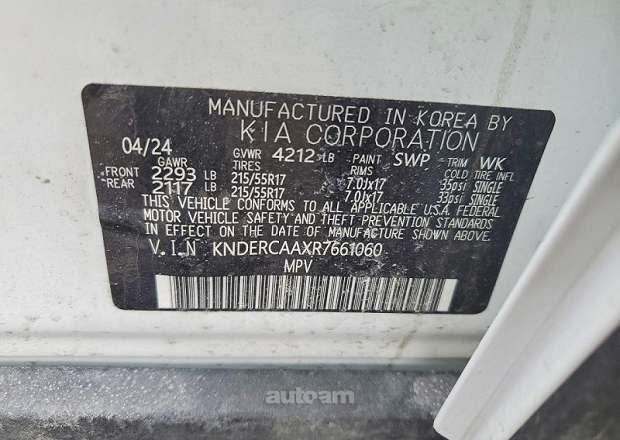 MANUFACTURED IN KOREA BY
KIA CORPORATION
04/24 GVWR 4212 LB PAINT SWP TRIM WK
GAWR TIRES RIMS COLD TIRE INFL
FRONT 2293 LB 215/55R17 7.0Jx17 35psi SINGLE
REAR 2117 LB 215/55R17 7.0Jx17 33psi SINGLE
THIS VEHICLE CONFORMS TO ALL APPLICABLE U.S.A. FEDERAL
MOTOR VEHICLE SAFETY AND THEFT PREVENTION STANDARDS
IN EFFECT ON THE DATE OF MANUFACTURE SHOWN ABOVE.
V.I.N KNDERCAAXR7661060
MPV
autoam